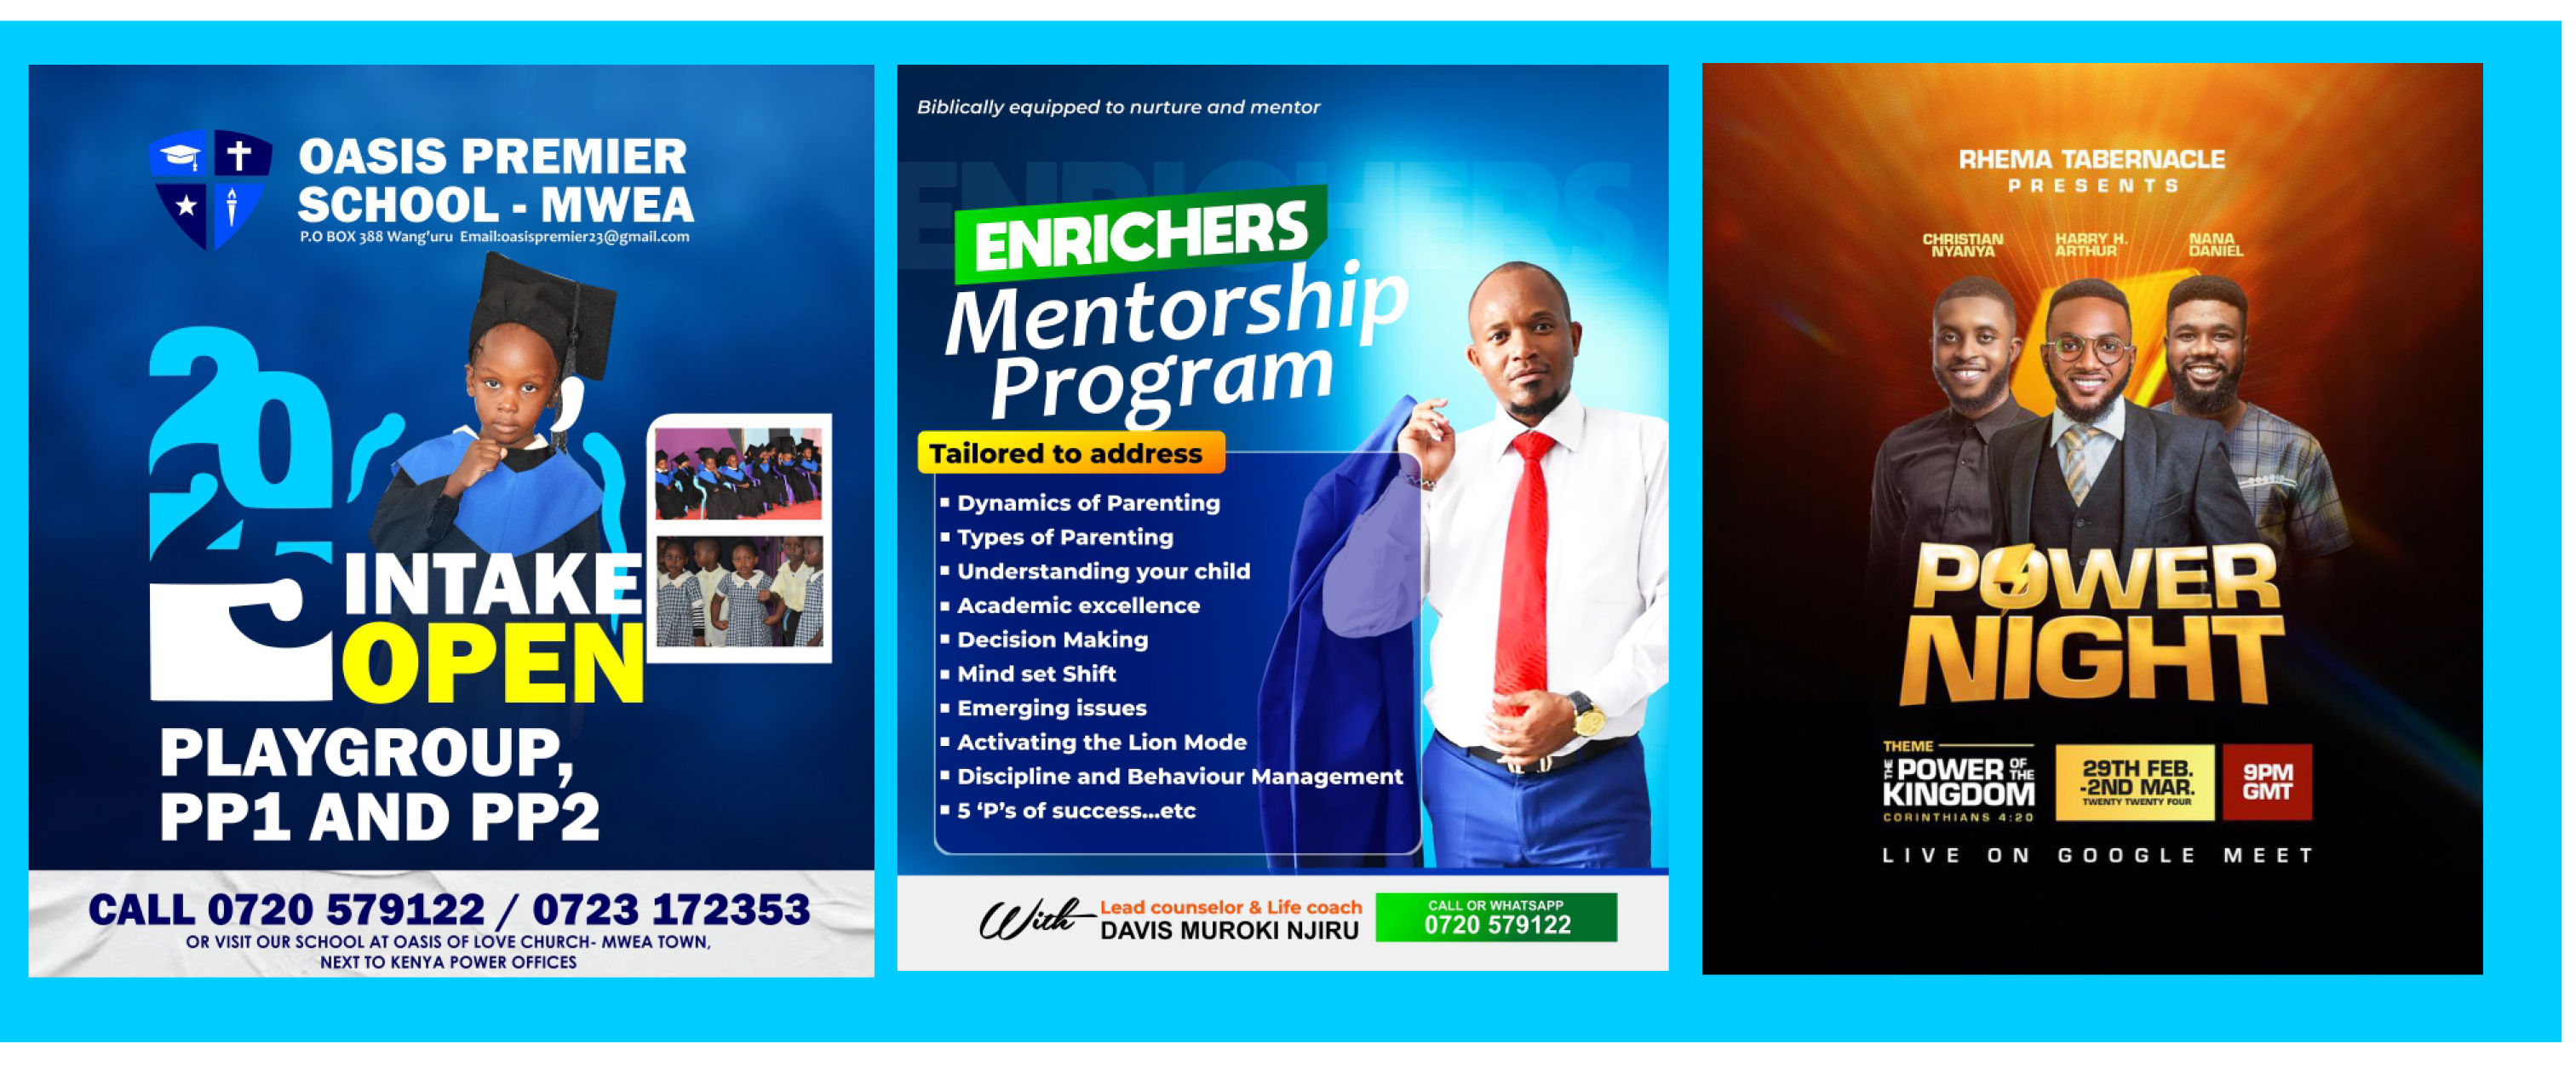 OASIS PREMIER
SCHOOL - MWEA
P.O BOX 388 Wang'uru Email:oasispremier23@gmail.com
20
25
INTAKE
OPEN
PLAYGROUP,
PP1 AND PP2
CALL 0720 579122 / 0723 172353
OR VISIT OUR SCHOOL AT OASIS OF LOVE CHURCH- MWEA TOWN,
NEXT TO KENYA POWER OFFICES
Biblically equipped to nurture and mentor
ENRICHERS
ENRICHERS
Mentorship
Program
Tailored to address
Dynamics of Parenting
Types of Parenting
Understanding your child
Academic excellence
Decision Making
Mind set Shift
Emerging issues
Activating the Lion Mode
Discipline and Behaviour Management
5 ‘P’s of success...etc
With
Lead counselor & Life coach
DAVIS MUROKI NJIRU
CALL OR WHATSAPP
0720 579122
RHEMA TABERNACLE
PRESENTS
CHRISTIAN
NYANYA
HARRY H.
ARTHUR
NANA
DANIEL
POWER
NIGHT
THEME
THE POWER OF THE
KINGDOM
CORINTHIANS 4:20
29TH FEB.
-2ND MAR.
TWENTY TWENTY FOUR
9PM
GMT
LIVE ON GOOGLE MEET